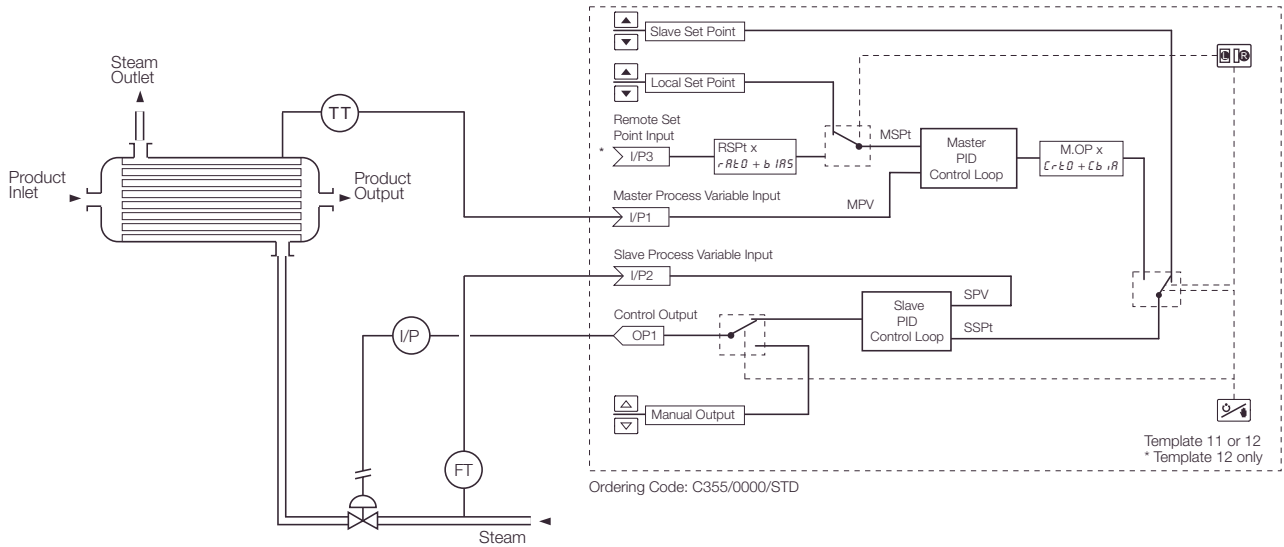 Steam
Outlet
Product
Inlet
TT
Product
Output
I/P
FT
Steam
Slave Set Point
Local Set Point
L R
Remote Set
Point Input
* I/P3
RSPt x
rAtO + bIAS
MSPt
Master
PID
Control Loop
M.OP x
CrtO + CbiA
Master Process Variable Input
I/P1
MPV
Slave Process Variable Input
I/P2
SPV
Slave
PID
Control Loop
SSPt
Control Output
OP1
Manual Output
Template 11 or 12
* Template 12 only
Ordering Code: C355/0000/STD